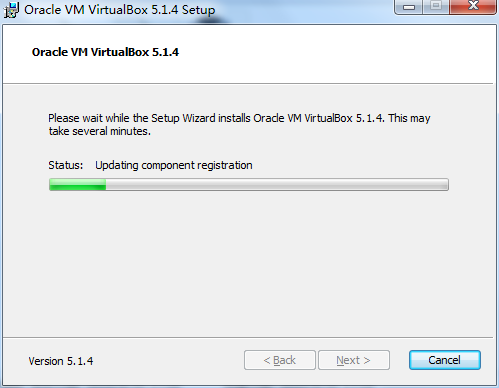 Oracle VM VirtualBox 5.1.4 Setup
Oracle VM VirtualBox 5.1.4
Please wait while the Setup Wizard installs Oracle VM VirtualBox 5.1.4. This may
take several minutes.
Status: Updating component registration
Version 5.1.4 < Back Next > Cancel